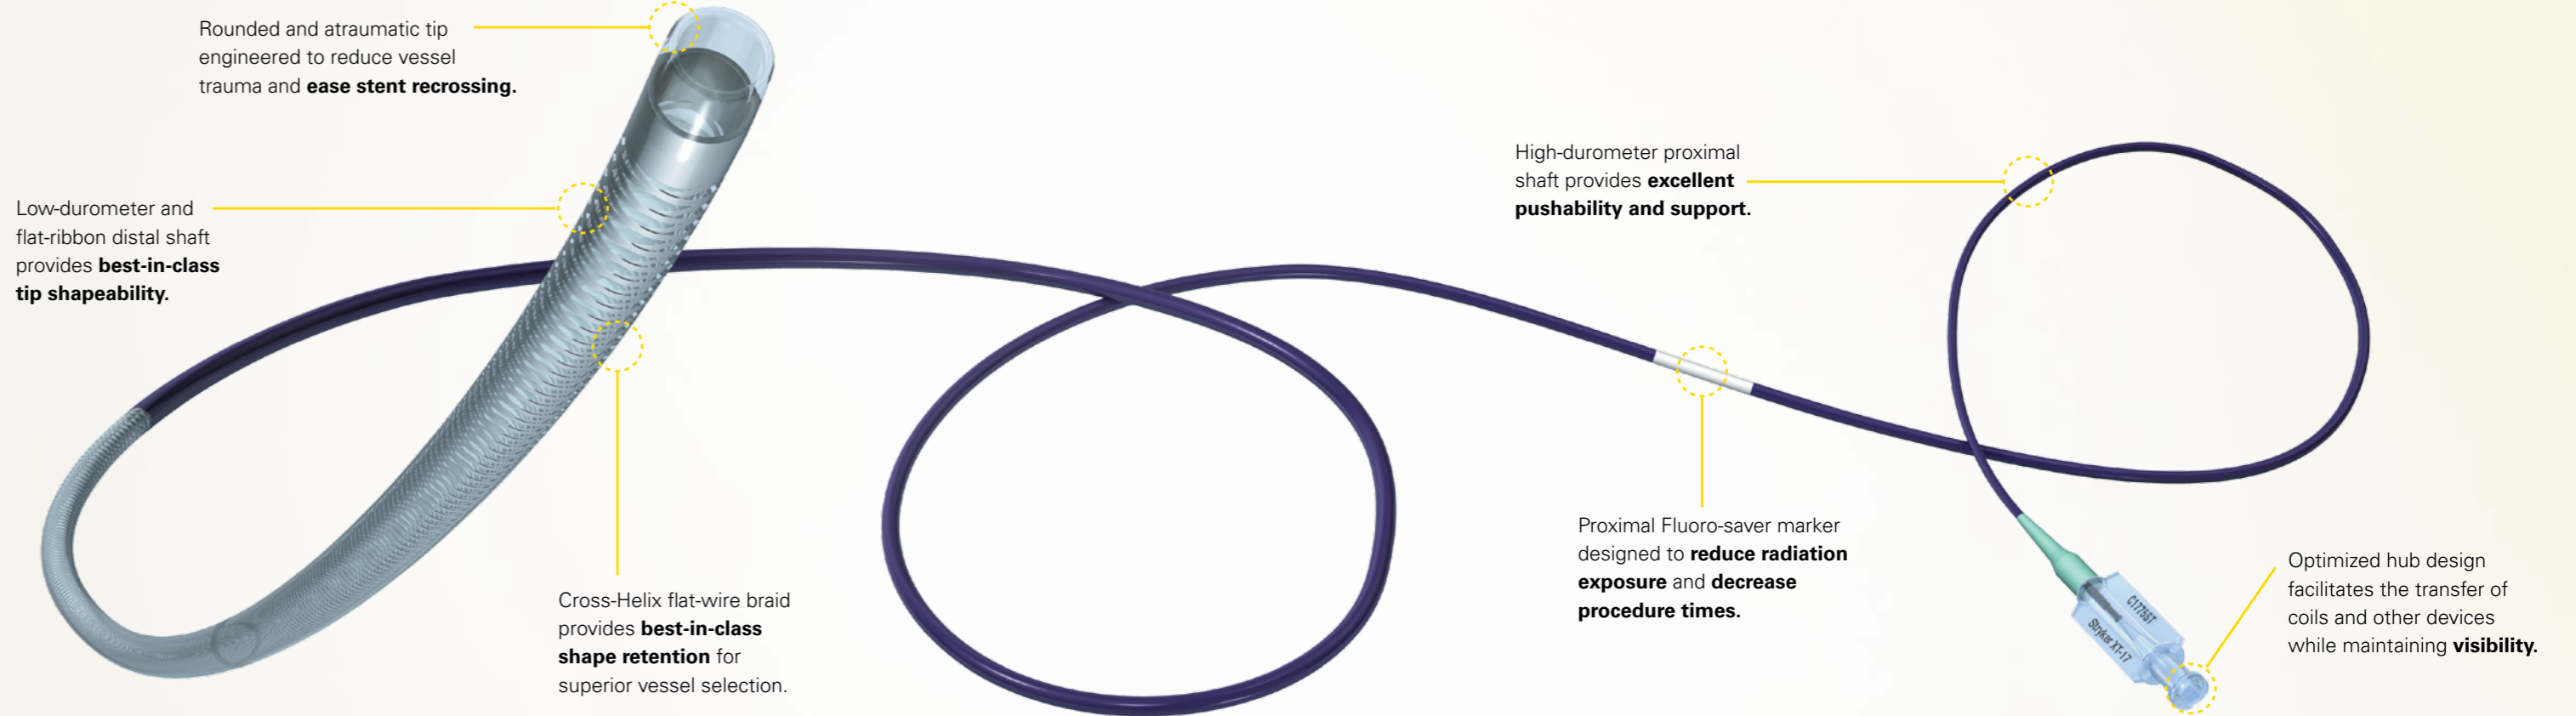 Rounded and atraumatic tip
engineered to reduce vessel
trauma and ease stent recrossing.
Low-durometer and
flat-ribbon distal shaft
provides best-in-class
tip shapeability.
Cross-Helix flat-wire braid
provides best-in-class
shape retention for
superior vessel selection.
High-durometer proximal
shaft provides excellent
pushability and support.
Proximal Fluoro-saver marker
designed to reduce radiation
exposure and decrease
procedure times.
Optimized hub design
facilitates the transfer of
coils and other devices
while maintaining visibility.
C1775ST
Stryker XT-17